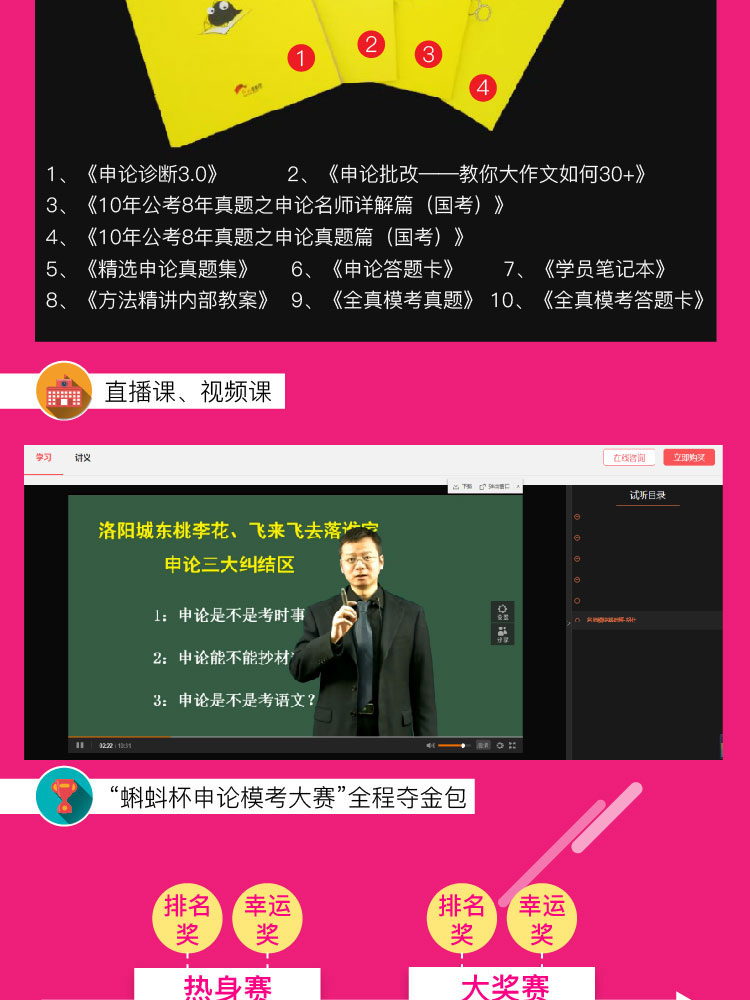 1
2
3
4
1、《申论诊断3.0》 2、《申论批改——教你大作文如何30+》
3、《10年公考8年真题之申论名师详解篇（国考）》
4、《10年公考8年真题之申论真题篇（国考）》
5、《精选申论真题集》 6、《申论答题卡》 7、《学员笔记本》
8、《方法精讲内部教案》 9、《全真模考真题》 10、《全真模考答题卡》
直播课、视频课
学习 讲义 在线咨询 立即购买
下载 弹出窗口
试听目录
洛阳城东桃李花、飞来飞去落谁家
申论三大纠结区
1：申论是不是考时事
2：申论能不能抄材
3：申论是不是考语文？
分享
02:22 / 13:31
“蝌蚪杯申论模考大赛”全程夺金包
排名奖 幸运奖 排名奖 幸运奖
热身赛 大奖赛